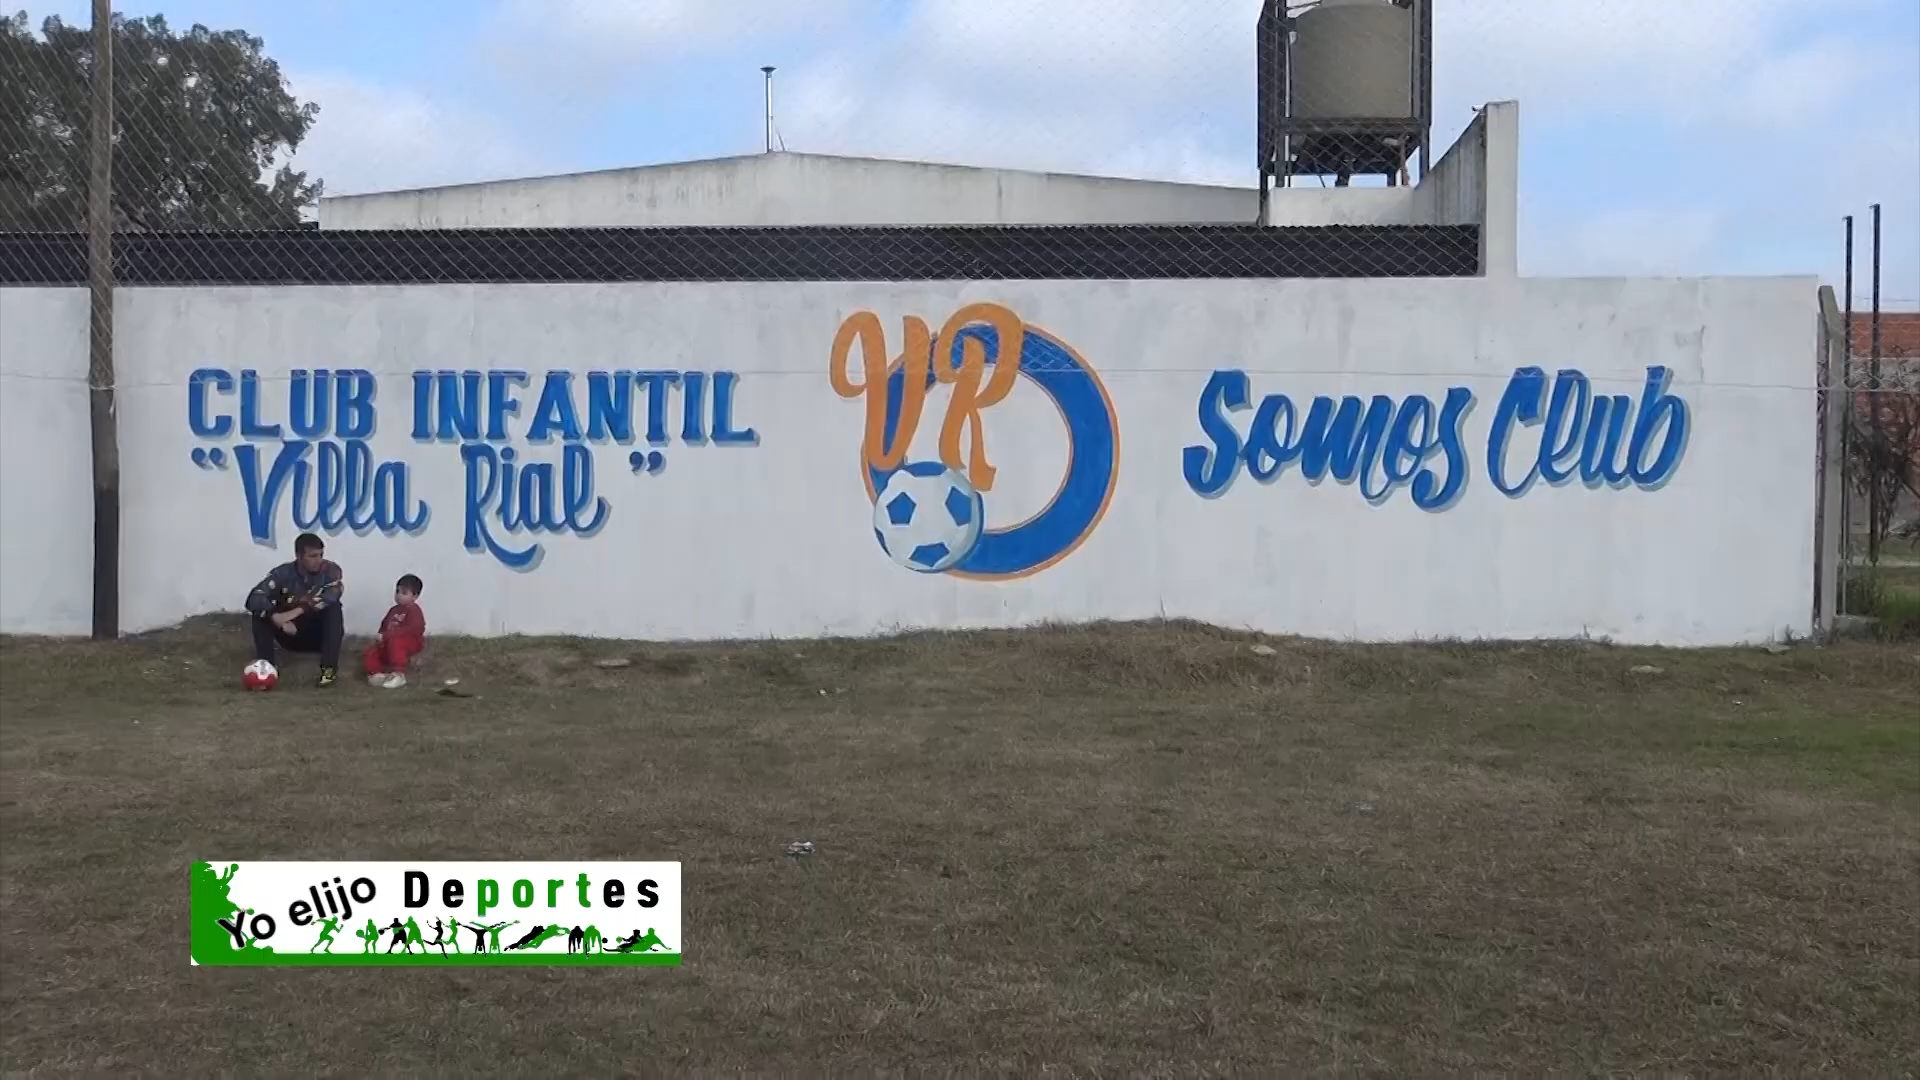 CLUB INFANTIL
"Villa Rial"
VR
Somos Club
Yo elijo Deportes